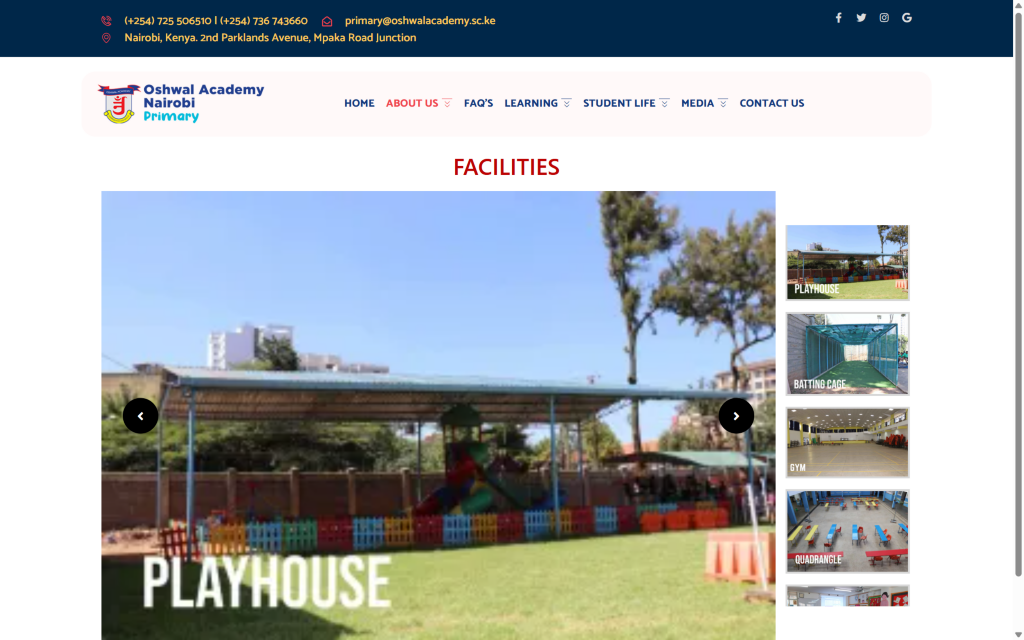 (+254) 725 506510 | (+254) 736 743660
primary@oshwalacademy.sc.ke
Nairobi, Kenya. 2nd Parklands Avenue, Mpaka Road Junction
Oshwal Academy
Nairobi
Primary
HOME
ABOUT US
FAQ'S
LEARNING
STUDENT LIFE
MEDIA
CONTACT US
FACILITIES
PLAYHOUSE
PLAYHOUSE
BATTING CAGE
GYM
QUADRANGLE